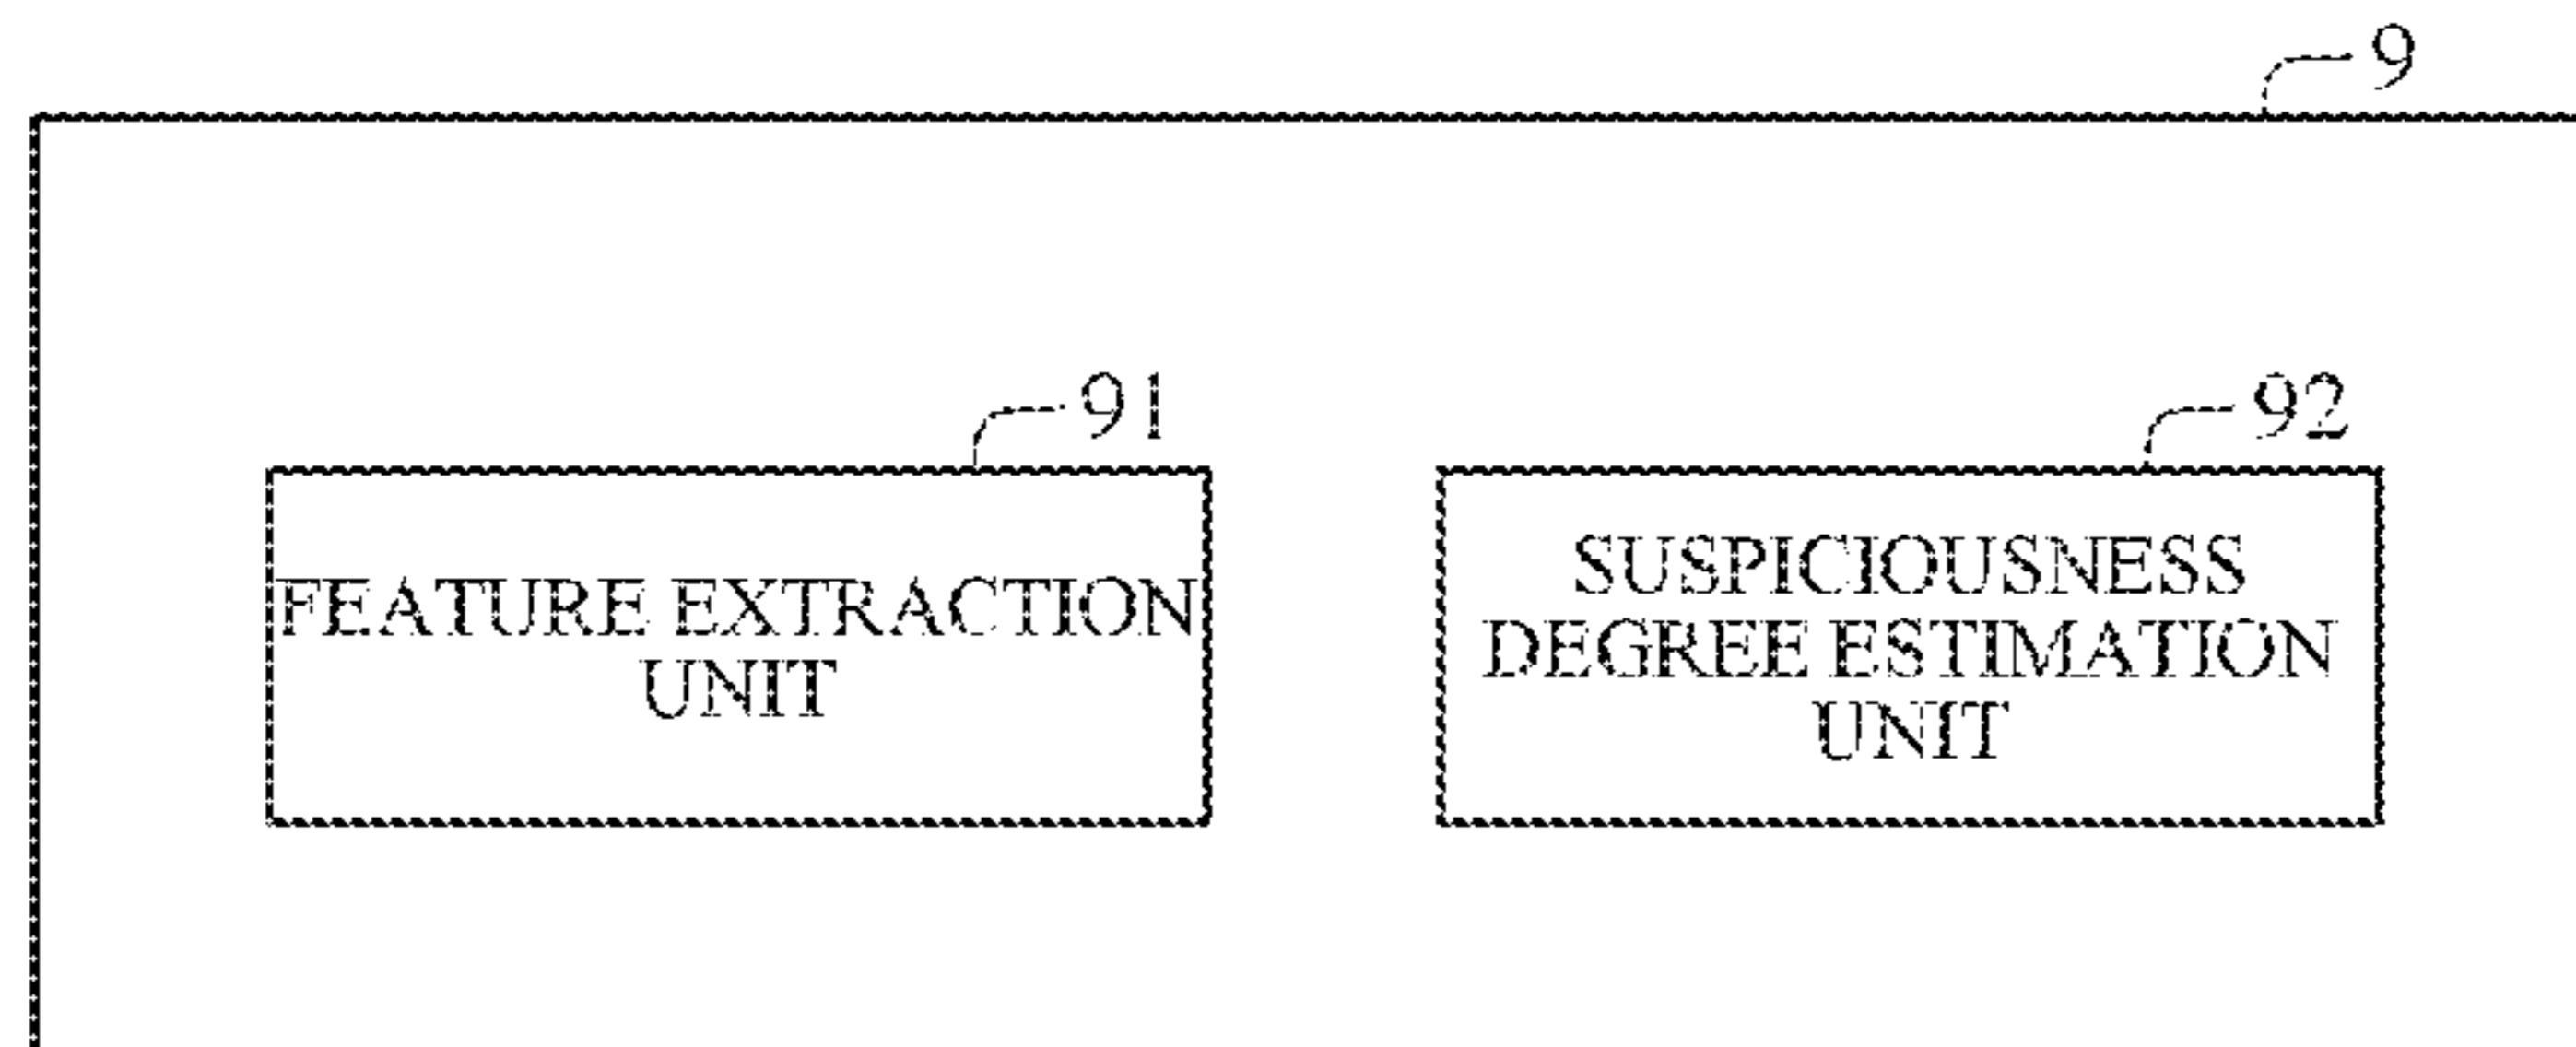 9
91
92
FEATURE EXTRACTION
UNIT
SUSPICIOUSNESS
DEGREE ESTIMATION
UNIT